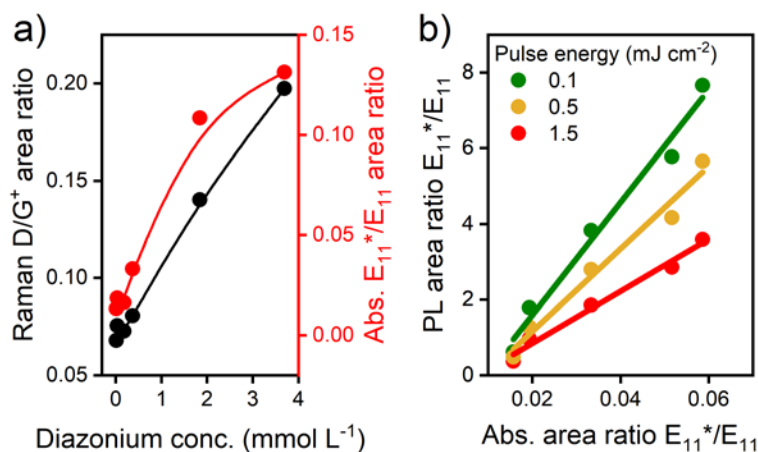 a)
Raman D/G⁺ area ratio
0.20
0.15
0.10
0.05
0 1 2 3 4
Diazonium conc. (mmol L⁻¹)
0.15
0.10
0.05
0.00
Abs. E₁₁*/E₁₁ area ratio
b)
PL area ratio E₁₁*/E₁₁
8
6
4
2
0
Pulse energy (mJ cm⁻²)
0.1
0.5
1.5
0.02 0.04 0.06
Abs. area ratio E₁₁*/E₁₁